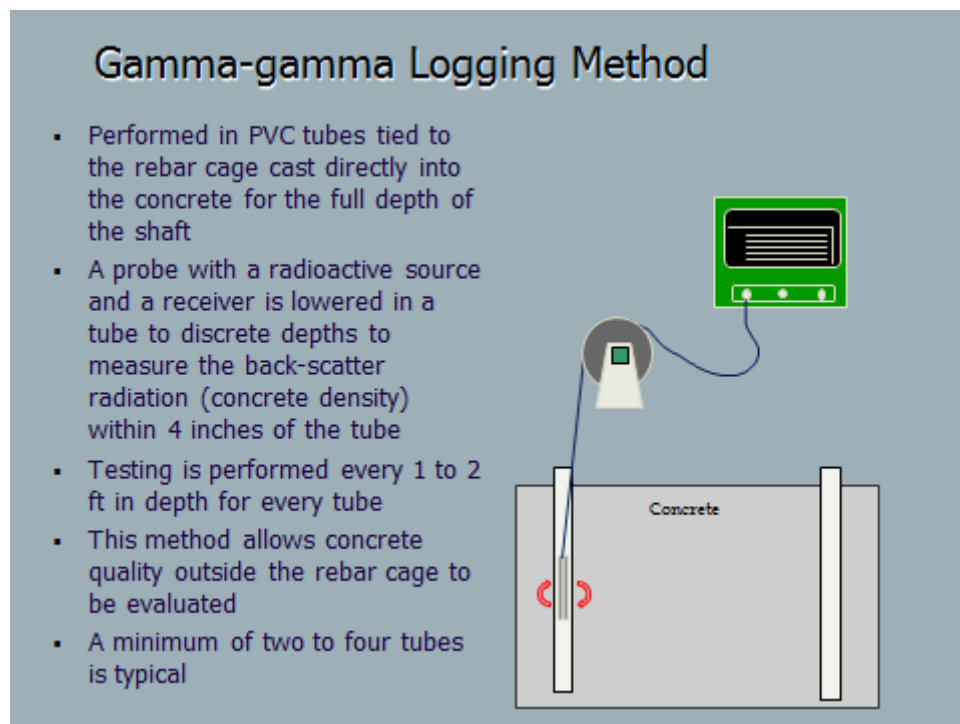 Gamma-gamma Logging Method
▪ Performed in PVC tubes tied to
the rebar cage cast directly into
the concrete for the full depth of
the shaft
▪ A probe with a radioactive source
and a receiver is lowered in a
tube to discrete depths to
measure the back-scatter
radiation (concrete density)
within 4 inches of the tube
▪ Testing is performed every 1 to 2
ft in depth for every tube
▪ This method allows concrete
quality outside the rebar cage to
be evaluated
▪ A minimum of two to four tubes
is typical
Concrete